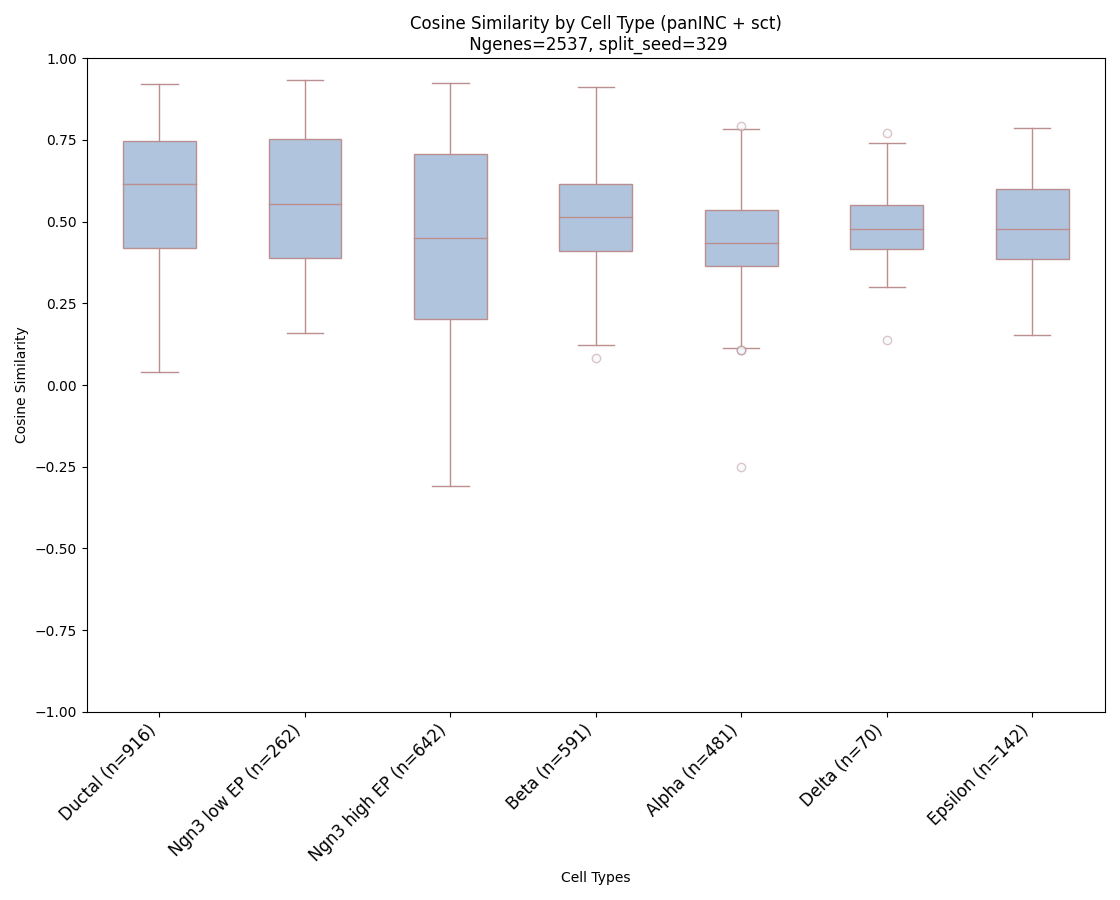 Cosine Similarity by Cell Type (panINC + sct)
Ngenes=2537, split_seed=329
1.00
0.75
0.50
0.25
0.00
−0.25
−0.50
−0.75
−1.00
Cosine Similarity
Ductal (n=916)
Ngn3 low EP (n=262)
Ngn3 high EP (n=642)
Beta (n=591)
Alpha (n=481)
Delta (n=70)
Epsilon (n=142)
Cell Types